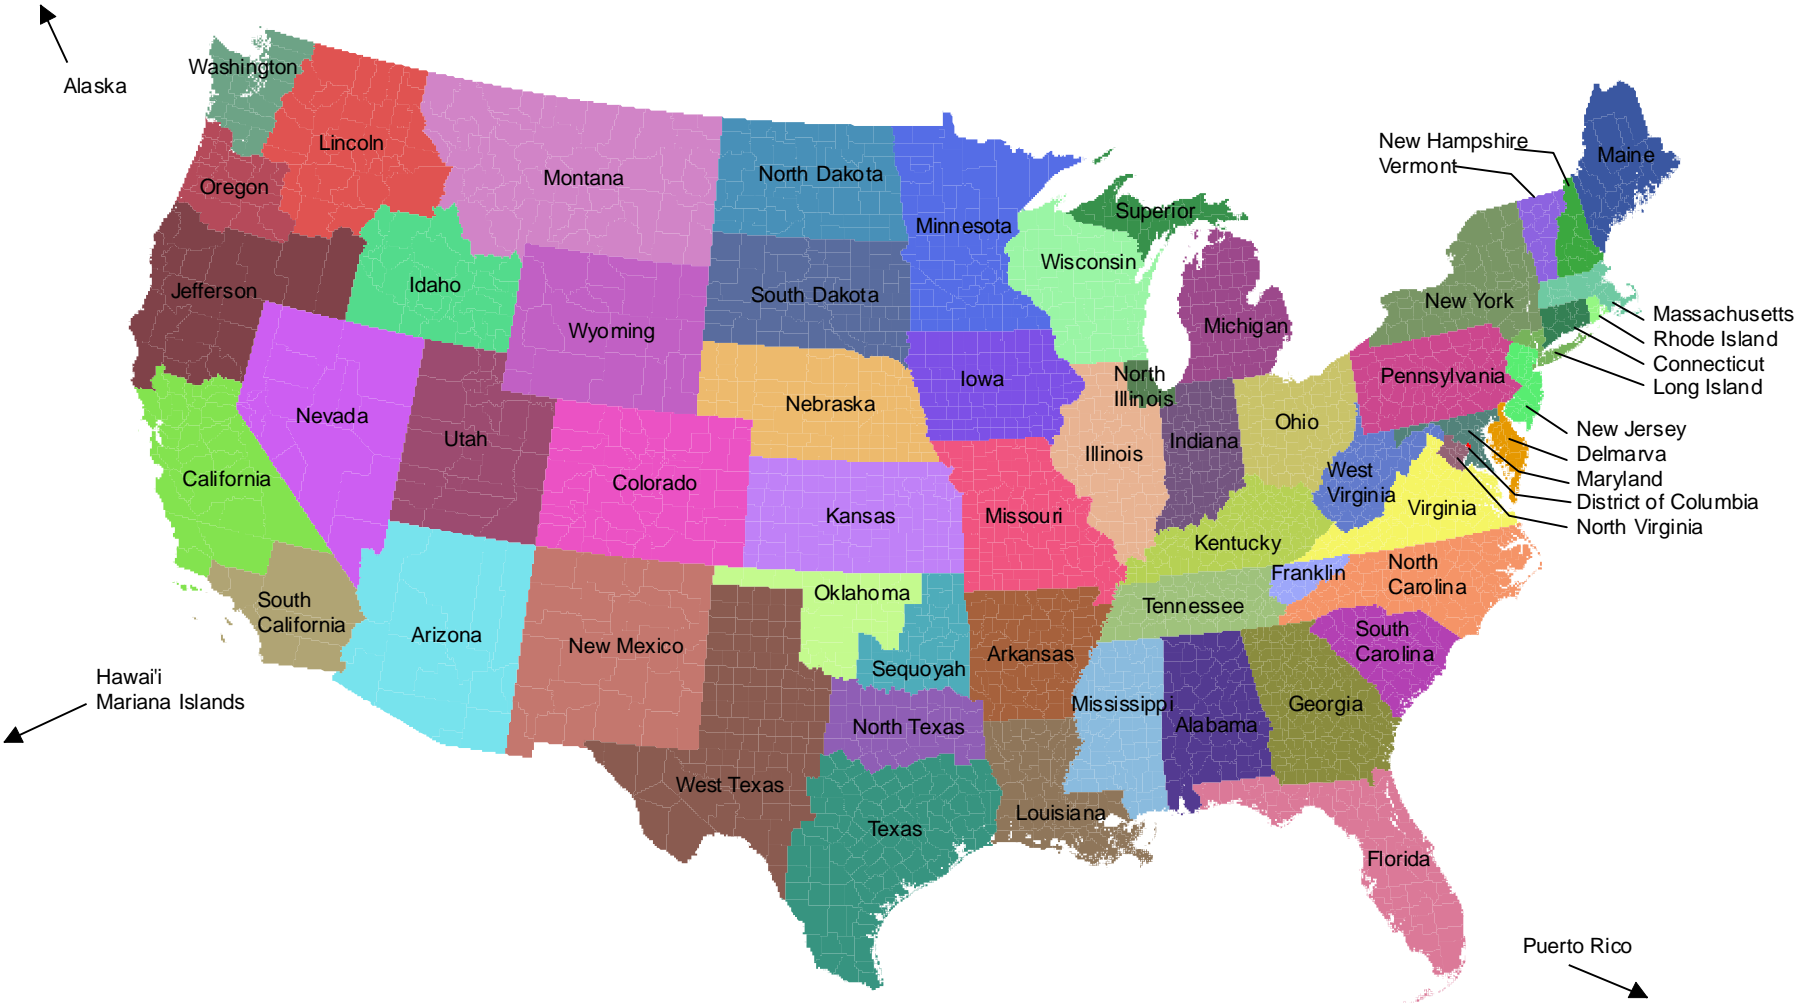 Alaska
Washington
Lincoln
Oregon
Montana
North Dakota
Minnesota
Superior
New Hampshire
Vermont
Maine
Jefferson
Idaho
Wyoming
South Dakota
Wisconsin
Michigan
New York
Massachusetts
Rhode Island
Connecticut
Long Island
Nevada
Utah
Nebraska
Iowa
North
Illinois
Illinois
Indiana
Ohio
Pennsylvania
New Jersey
Delmarva
Maryland
District of Columbia
North Virginia
California
Colorado
Kansas
Missouri
Kentucky
West
Virginia
Virginia
South
California
Arizona
New Mexico
Oklahoma
Sequoyah
Arkansas
Tennessee
Franklin
North
Carolina
South
Carolina
Hawai'i
Mariana Islands
West Texas
North Texas
Texas
Louisiana
Mississippi
Alabama
Georgia
Florida
Puerto Rico